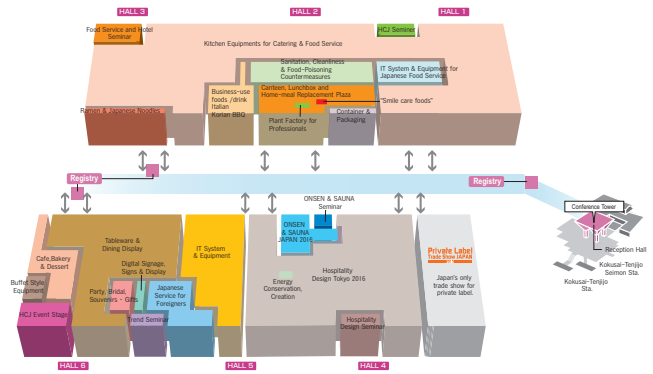 HALL 3
HALL 2
HALL 1
Food Service and Hotel
Seminar
HCJ Seminar
Kitchen Equipments for Catering & Food Service
Sanitation, Cleanliness
& Food-Poisoning
Countermeasures
IT System & Equipment for
Japanese Food Service
Business-use
foods /drink
Italian
Korian BBQ
Canteen, Lunchbox and
Home-meal Replacement Plaza
"Smile care foods"
Ramen & Japanese Noodles
Plant Factory for
Professionals
Container &
Packaging
Registry
Registry
ONSEN & SAUNA
Seminar
Conference Tower
Reception Hall
Kokusai-Tenjijo
Seimon Sta.
Kokusai-Tenjijo
Sta.
Tableware &
Dining Display
IT System
& Equipment
ONSEN
& SAUNA
JAPAN 2016
Private Label
Trade Show JAPAN
Cafe,Bakery
& Dessert
Digital Signage,
Signs & Display
Buffet Style
Equipment
Party, Bridal,
Souvenirs - Gifts
Japanese
Service for
Foreigners
Energy
Conservation,
Creation
Hospitality
Design Tokyo 2016
Japan's only
trade show for
private label.
HCJ Event Stage
Trend Seminar
Hospitality
Design Seminar
HALL 6
HALL 5
HALL 4